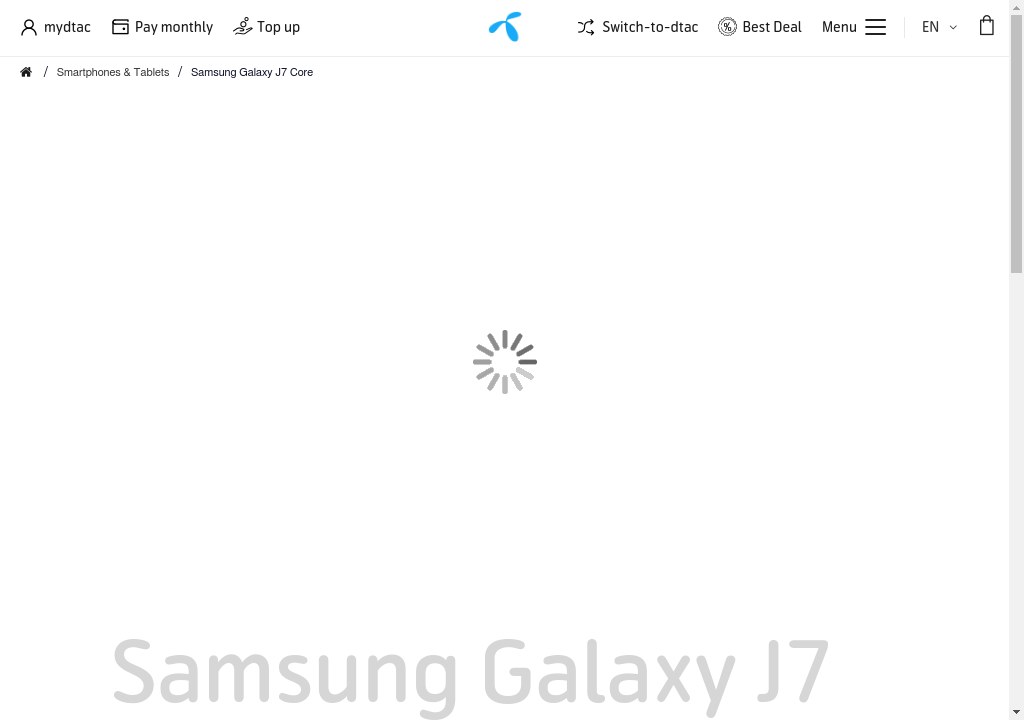 mydtac Pay monthly Top up Switch-to-dtac Best Deal Menu EN
/ Smartphones & Tablets / Samsung Galaxy J7 Core
Samsung Galaxy J7